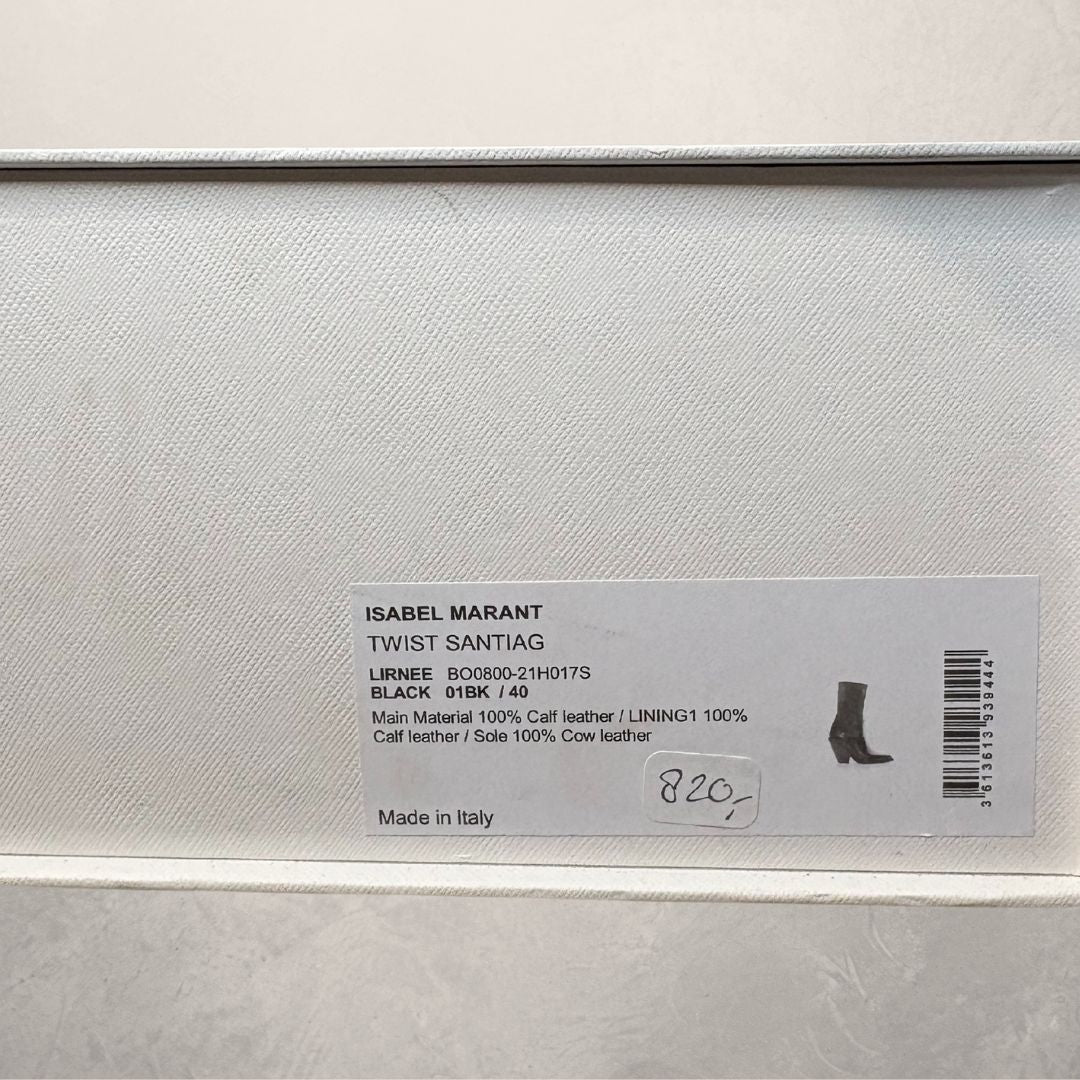 ISABEL MARANT
TWIST SANTIAG
LIRNEE BO0800-21H017S
BLACK 01BK / 40
Main Material 100% Calf leather / LINING1 100%
Calf leather / Sole 100% Cow leather
820,-
Made in Italy
3613613939444